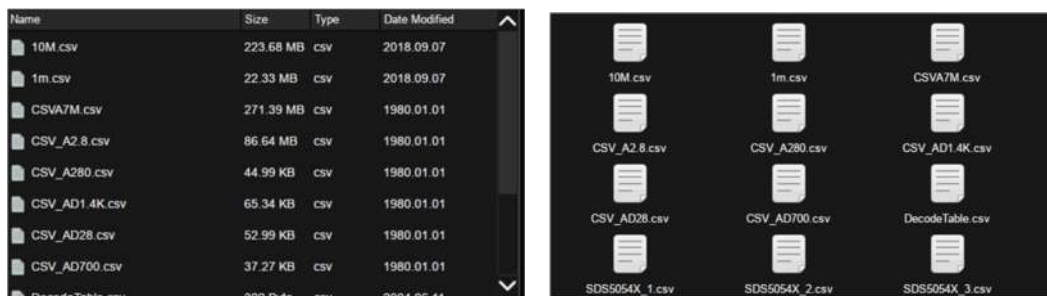 Name Size Type Date Modified
10M.csv 223.68 MB csv 2018.09.07
1m.csv 22.33 MB csv 2018.09.07
CSVA7M.csv 271.39 MB csv 1980.01.01
CSV_A2.8.csv 86.64 MB csv 1980.01.01
CSV_A280.csv 44.99 KB csv 1980.01.01
CSV_AD1.4K.csv 65.34 KB csv 1980.01.01
CSV_AD28.csv 52.99 KB csv 1980.01.01
CSV_AD700.csv 37.27 KB csv 1980.01.01
10M.csv 1m.csv CSVA7M.csv
CSV_A2.8.csv CSV_A280.csv CSV_AD1.4K.csv
CSV_AD28.csv CSV_AD700.csv DecodeTable.csv
SDS5054X_1.csv SDS5054X_2.csv SDS5054X_3.csv